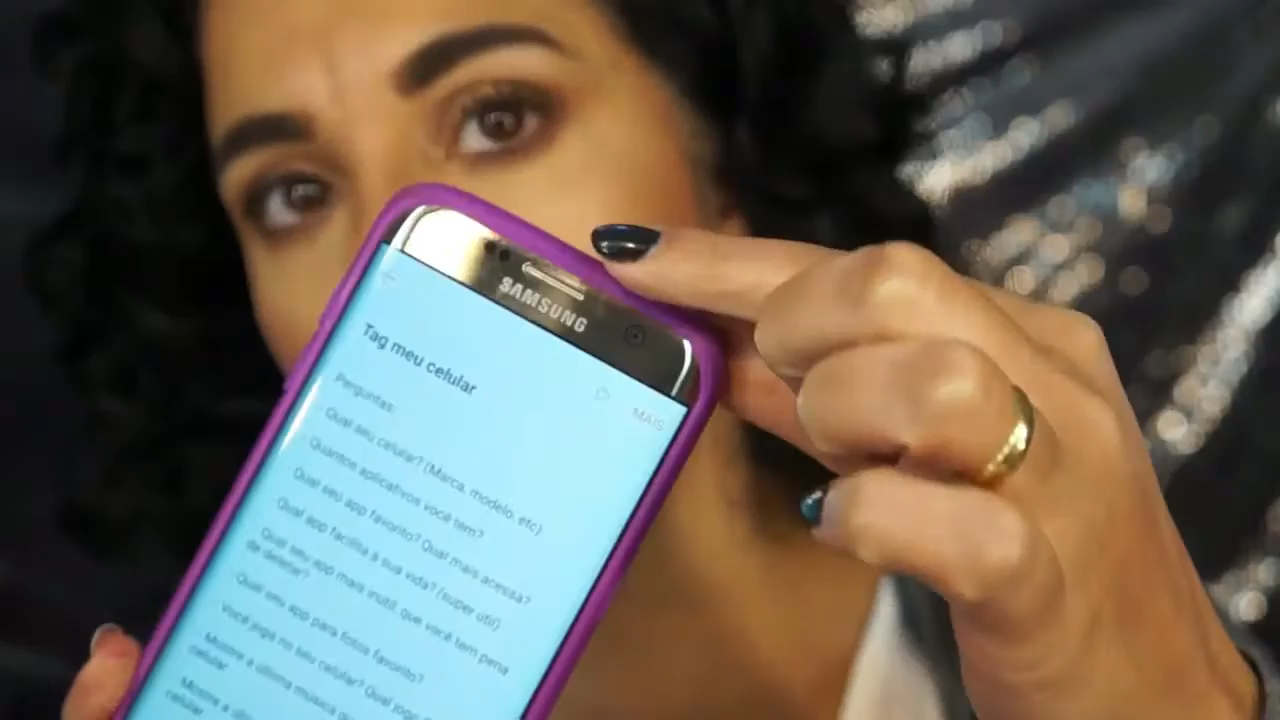 SAMSUNG
Tag meu celular
MAIS
Perguntas:
Qual seu celular? (Marca, modelo, etc)
Quantos aplicativos você tem?
Qual seu app favorito? Qual mais acessa?
Qual app facilita a sua vida? (super útil)
Qual seu app mais inútil, que você tem pena
de deletar?
Qual seu app para fotos favorito?
Você joga no seu celular? Qual jogo
Mostre a última música
celular
Mostre a
celular